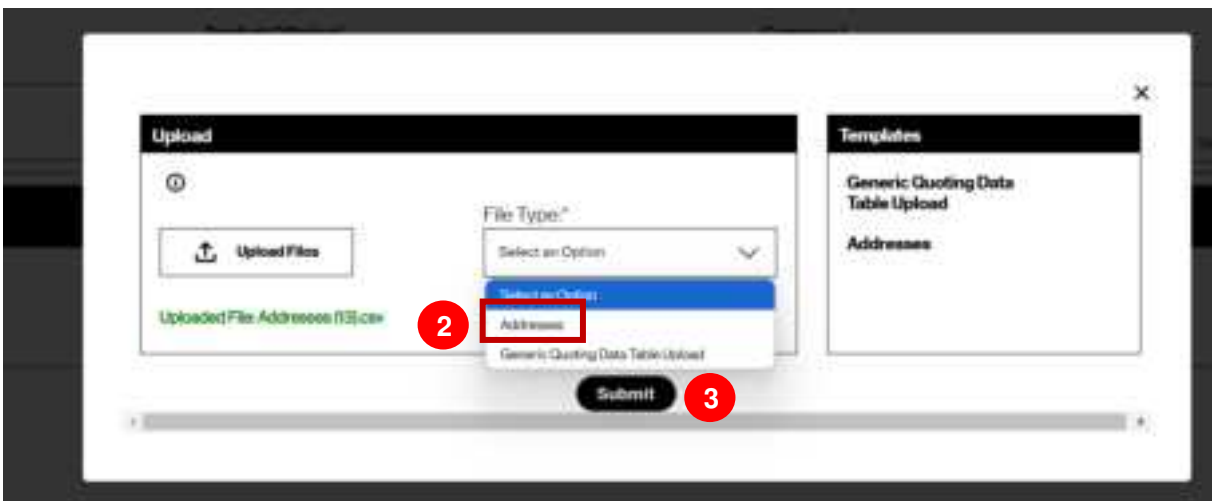 Upload
Templates
Generic Quoting Data
Table Upload
Addresses
File Type:*
Upload Files
Select an Option
Uploaded File: Addresses (13).csv
Select an Option
2
Addresses
Generic Quoting Data Table Upload
Submit
3